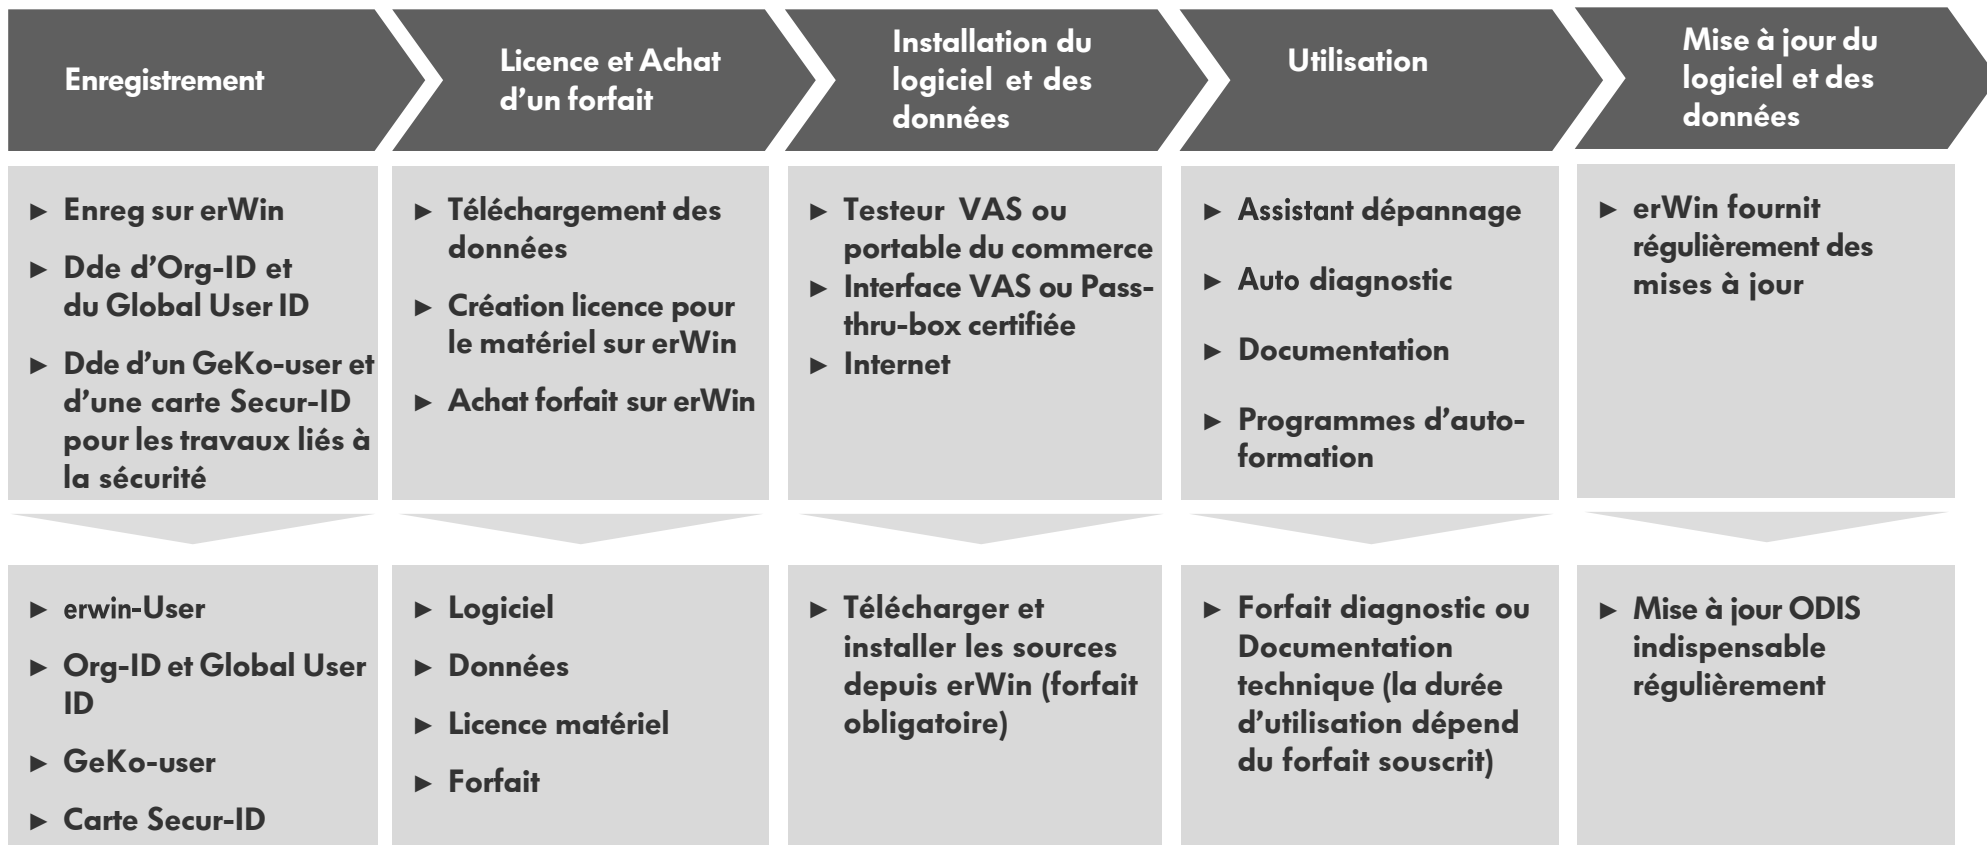 Enregistrement
Licence et Achat
d’un forfait
Installation du
logiciel et des
données
Utilisation
Mise à jour du
logiciel et des
données
► Enreg sur erWin
► Dde d’Org-ID et
du Global User ID
► Dde d’un GeKo-user et
d’une carte Secur-ID
pour les travaux liés à
la sécurité
► Téléchargement des
données
► Création licence pour
le matériel sur erWin
► Achat forfait sur erWin
► Testeur VAS ou
portable du commerce
► Interface VAS ou Pass-
thru-box certifiée
► Internet
► Assistant dépannage
► Auto diagnostic
► Documentation
► Programmes d’auto-
formation
► erWin fournit
régulièrement des
mises à jour
► erwin-User
► Org-ID et Global User
ID
► GeKo-user
► Carte Secur-ID
► Logiciel
► Données
► Licence matériel
► Forfait
► Télécharger et
installer les sources
depuis erWin (forfait
obligatoire)
► Forfait diagnostic ou
Documentation
technique (la durée
d’utilisation dépend
du forfait souscrit)
► Mise à jour ODIS
indispensable
régulièrement